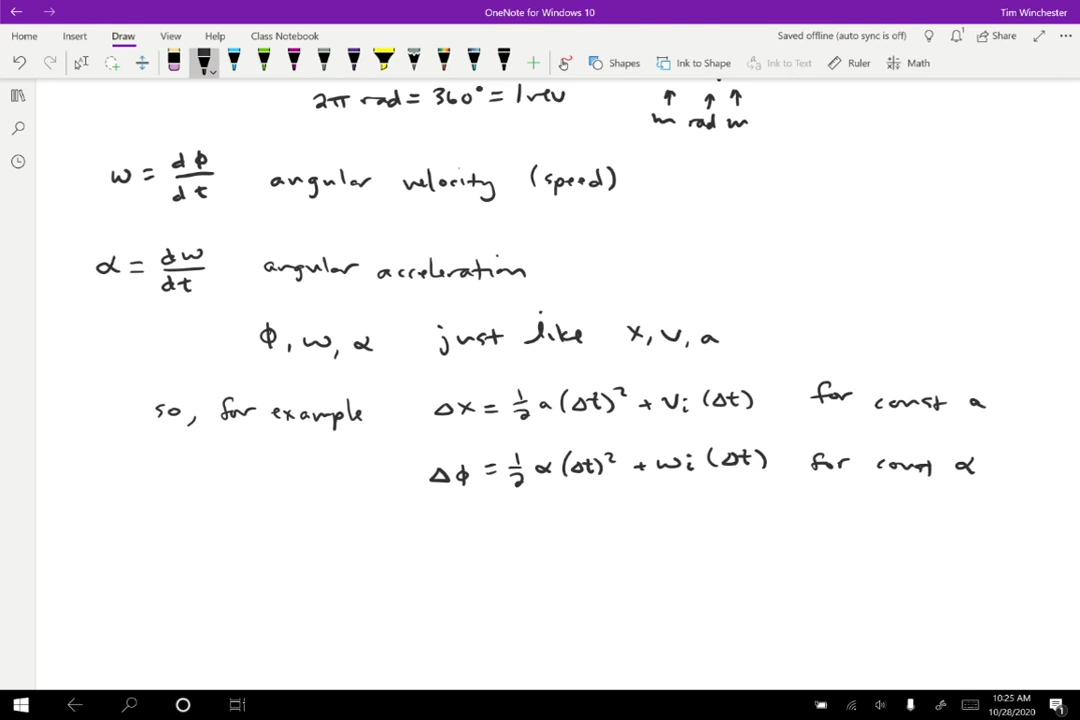 OneNote for Windows 10
Tim Winchester
Home Insert Draw View Help Class Notebook
Saved offline (auto sync is off) Share
Shapes Ink to Shape Ink to Text Ruler Math
2π rad = 360° = 1 rev
m rad m
ω = dϕ/dt angular velocity (speed)
α = dω/dt angular acceleration
ϕ, ω, α just like x, v, a
so, for example Δx = 1/2 a (Δt)² + vᵢ (Δt) for const a
Δϕ = 1/2 α (Δt)² + ωᵢ (Δt) for const α
10:25 AM
10/28/2020
1